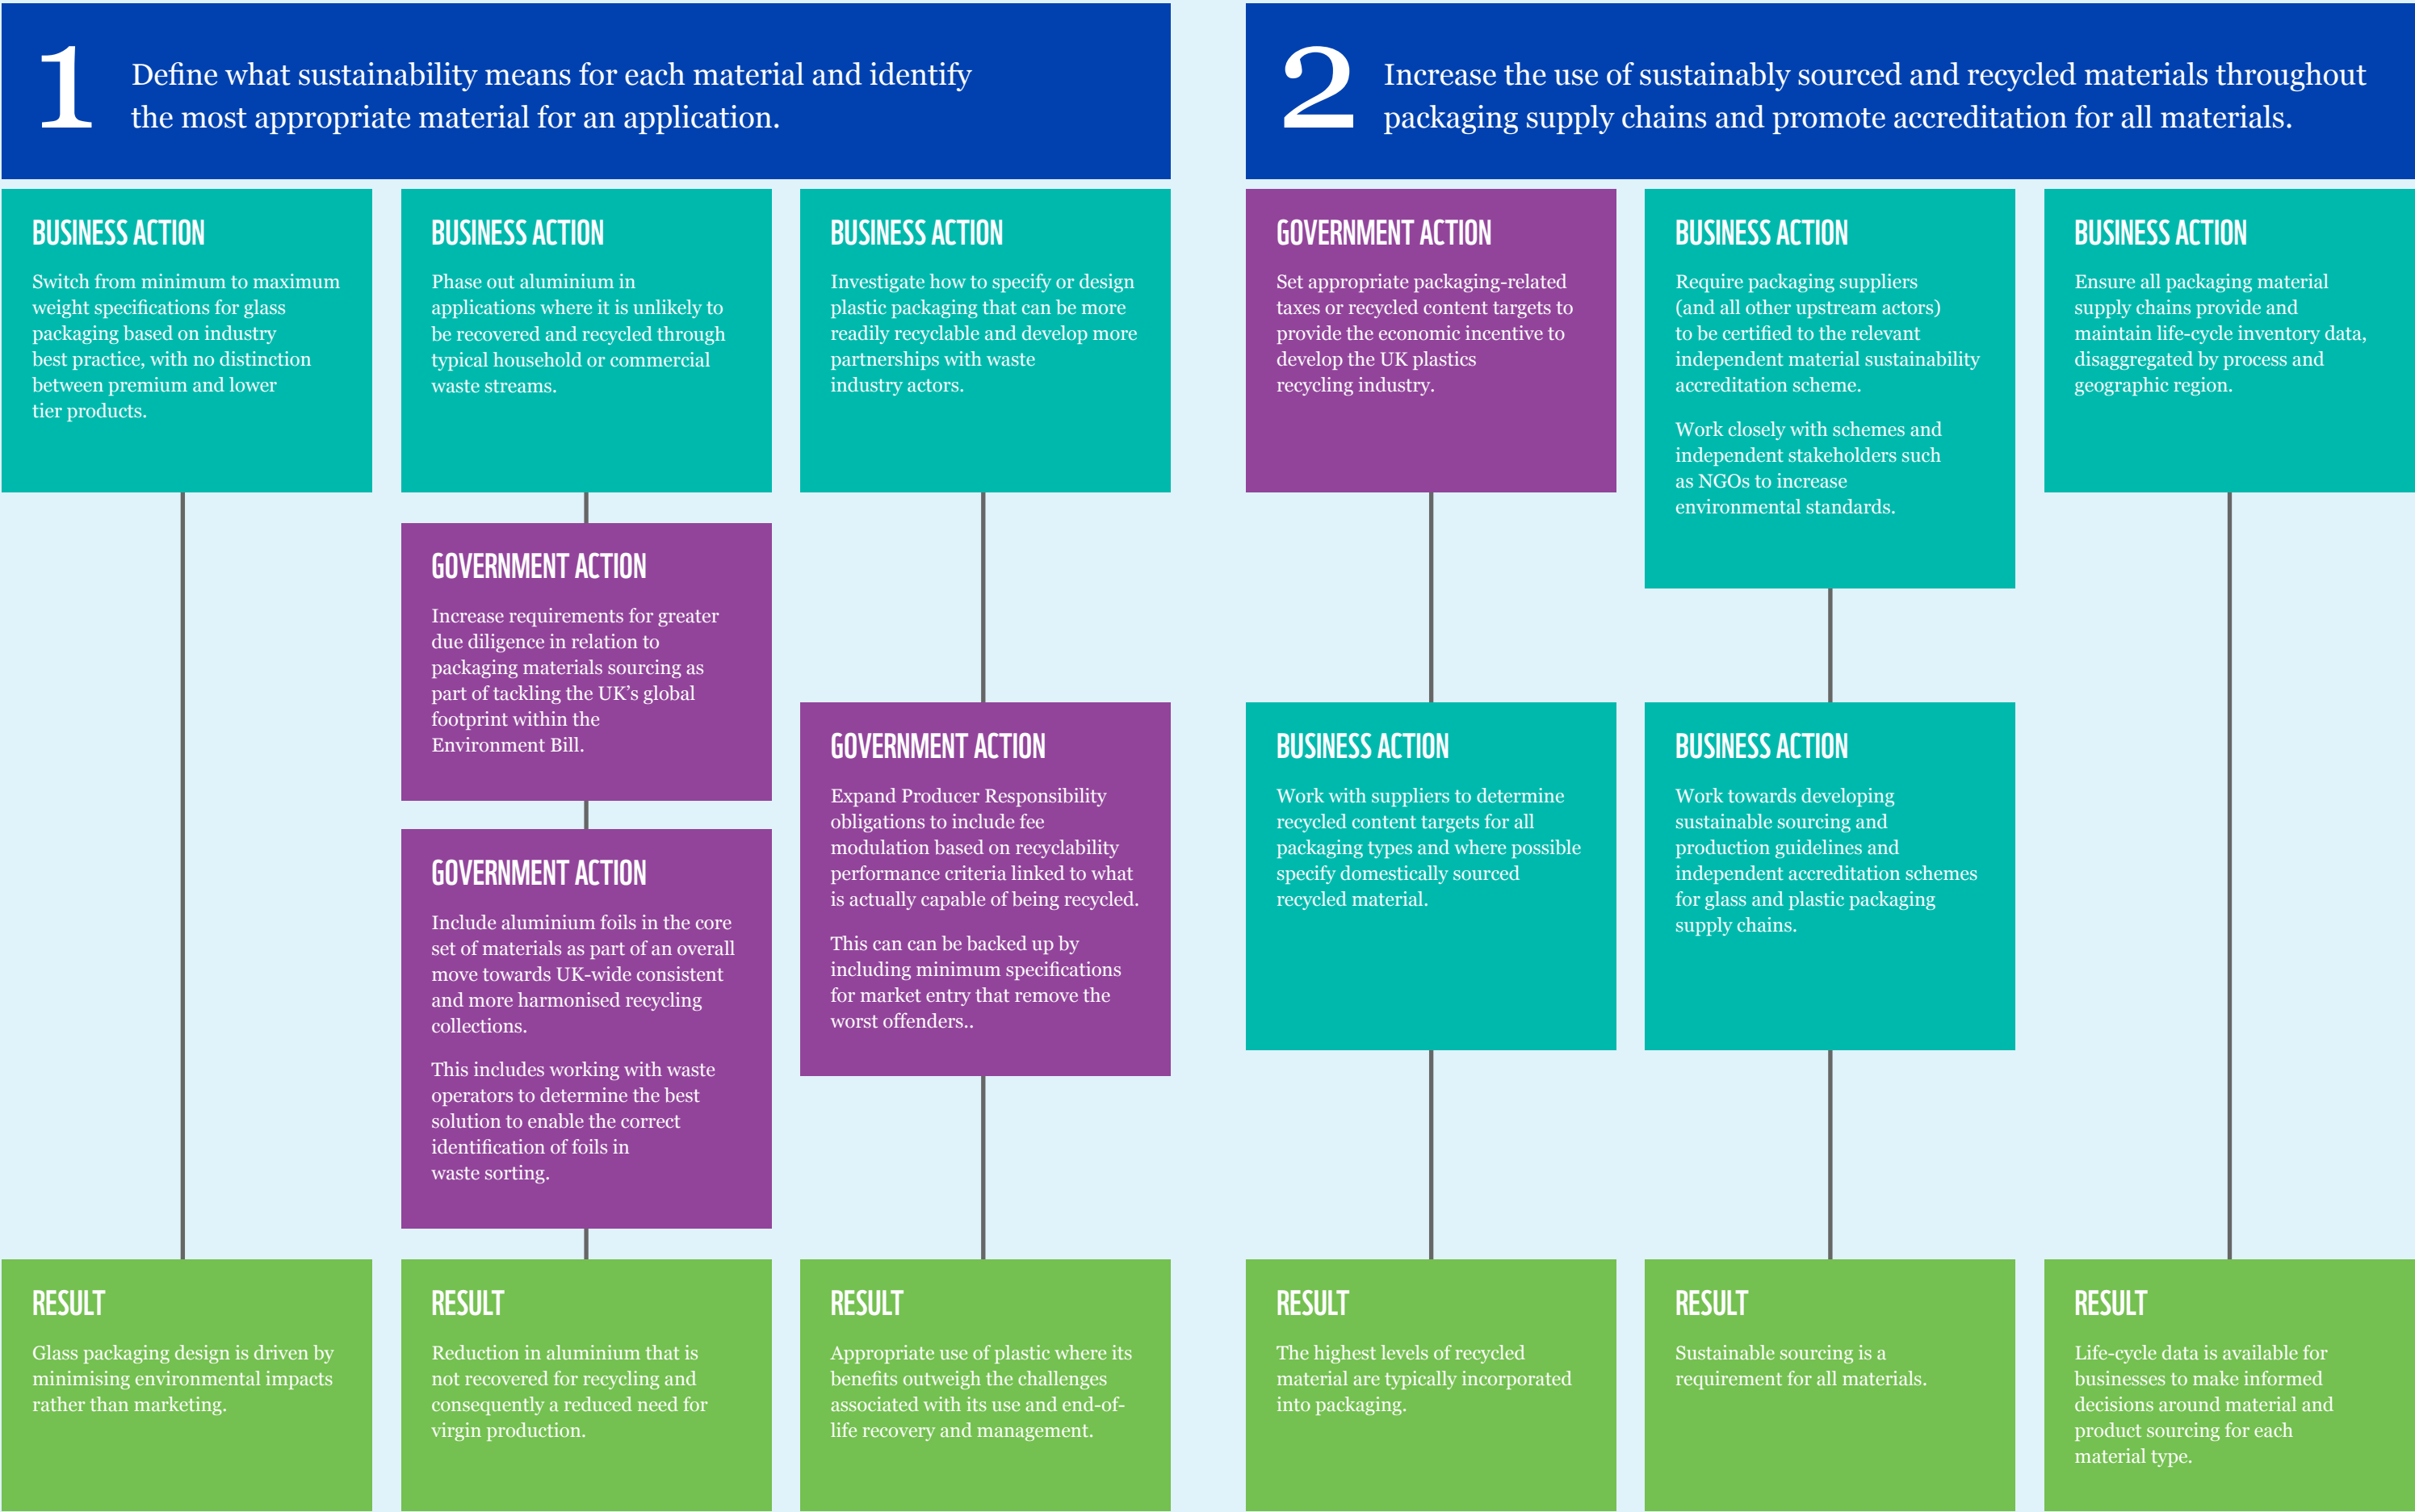 1
Define what sustainability means for each material and identify
the most appropriate material for an application.
BUSINESS ACTION
Switch from minimum to maximum
weight specifications for glass
packaging based on industry
best practice, with no distinction
between premium and lower
tier products.
RESULT
Glass packaging design is driven by
minimising environmental impacts
rather than marketing.
BUSINESS ACTION
Phase out aluminium in
applications where it is unlikely to
be recovered and recycled through
typical household or commercial
waste streams.
GOVERNMENT ACTION
Increase requirements for greater
due diligence in relation to
packaging materials sourcing as
part of tackling the UK’s global
footprint within the
Environment Bill.
GOVERNMENT ACTION
Include aluminium foils in the core
set of materials as part of an overall
move towards UK-wide consistent
and more harmonised recycling
collections.
This includes working with waste
operators to determine the best
solution to enable the correct
identification of foils in
waste sorting.
RESULT
Reduction in aluminium that is
not recovered for recycling and
consequently a reduced need for
virgin production.
BUSINESS ACTION
Investigate how to specify or design
plastic packaging that can be more
readily recyclable and develop more
partnerships with waste
industry actors.
GOVERNMENT ACTION
Expand Producer Responsibility
obligations to include fee
modulation based on recyclability
performance criteria linked to what
is actually capable of being recycled.
This can can be backed up by
including minimum specifications
for market entry that remove the
worst offenders..
RESULT
Appropriate use of plastic where its
benefits outweigh the challenges
associated with its use and end-of-
life recovery and management.
2
Increase the use of sustainably sourced and recycled materials throughout
packaging supply chains and promote accreditation for all materials.
GOVERNMENT ACTION
Set appropriate packaging-related
taxes or recycled content targets to
provide the economic incentive to
develop the UK plastics
recycling industry.
BUSINESS ACTION
Work with suppliers to determine
recycled content targets for all
packaging types and where possible
specify domestically sourced
recycled material.
RESULT
The highest levels of recycled
material are typically incorporated
into packaging.
BUSINESS ACTION
Require packaging suppliers
(and all other upstream actors)
to be certified to the relevant
independent material sustainability
accreditation scheme.
Work closely with schemes and
independent stakeholders such
as NGOs to increase
environmental standards.
BUSINESS ACTION
Work towards developing
sustainable sourcing and
production guidelines and
independent accreditation schemes
for glass and plastic packaging
supply chains.
RESULT
Sustainable sourcing is a
requirement for all materials.
BUSINESS ACTION
Ensure all packaging material
supply chains provide and
maintain life-cycle inventory data,
disaggregated by process and
geographic region.
RESULT
Life-cycle data is available for
businesses to make informed
decisions around material and
product sourcing for each
material type.